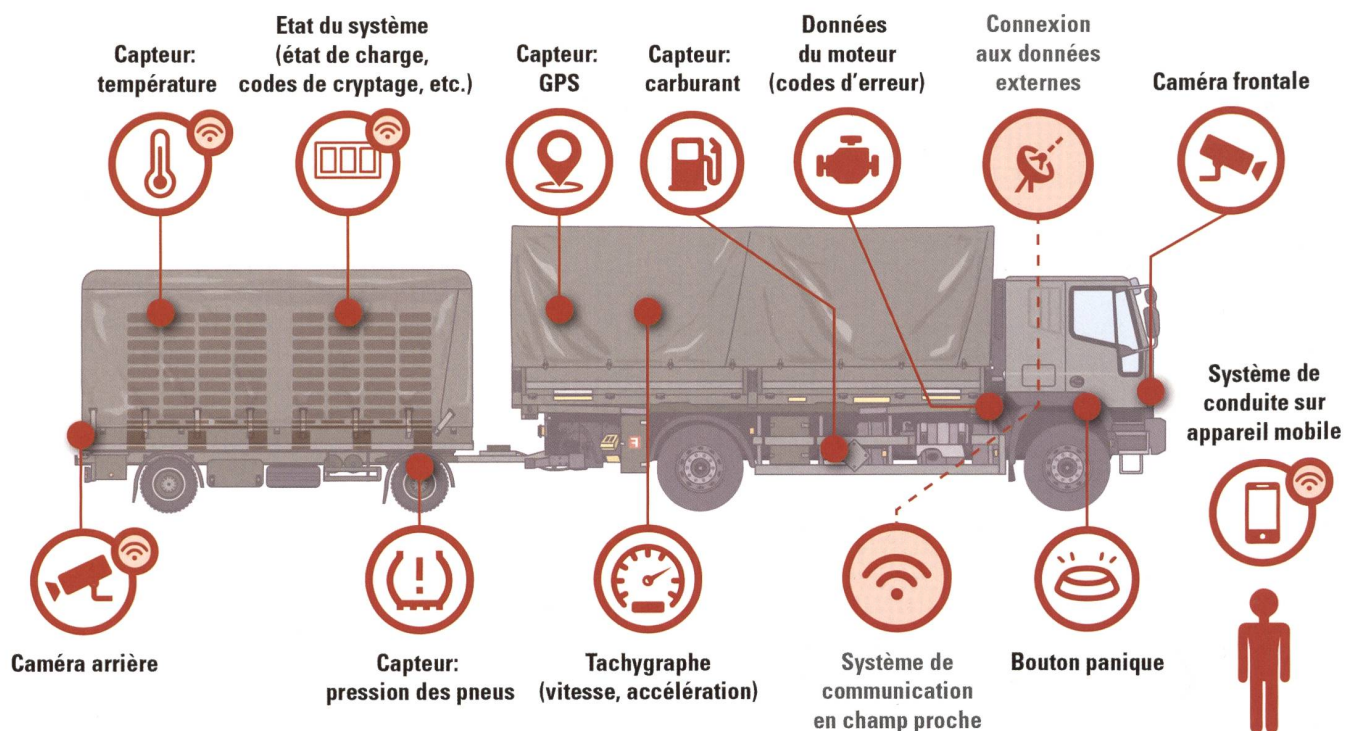 Capteur:
température
Etat du système
(état de charge,
codes de cryptage, etc.)
Capteur:
GPS
Capteur:
carburant
Données
du moteur
(codes d'erreur)
Connexion
aux données
externes
Caméra frontale
Système de
conduite sur
appareil mobile
Caméra arrière
Capteur:
pression des pneus
Tachygraphe
(vitesse, accélération)
Système de
communication
en champ proche
Bouton panique